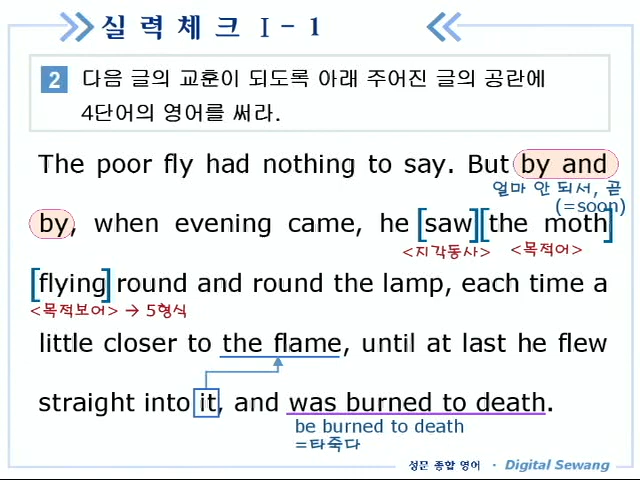 실력체크 I - 1
2 다음 글의 교훈이 되도록 아래 주어진 글의 공란에
4단어의 영어를 써라.
The poor fly had nothing to say. But by and
얼마 안 되서, 곧
(=soon)
by, when evening came, he [saw][the moth]
<지각동사> <목적어>
[flying] round and round the lamp, each time a
<목적보어> → 5형식
little closer to the flame, until at last he flew
straight into it, and was burned to death.
be burned to death
=타죽다
성문 종합 영어 · Digital Sewang